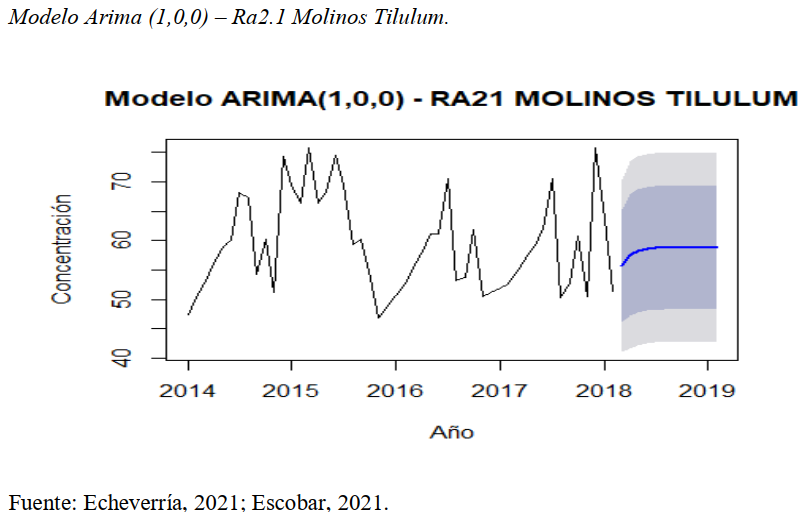 Modelo Arima (1,0,0) – Ra2.1 Molinos Tilulum.
Modelo ARIMA(1,0,0) - RA21 MOLINOS TILULUM
Concentración
70
60
50
40
2014 2015 2016 2017 2018 2019
Año
Fuente: Echeverría, 2021; Escobar, 2021.